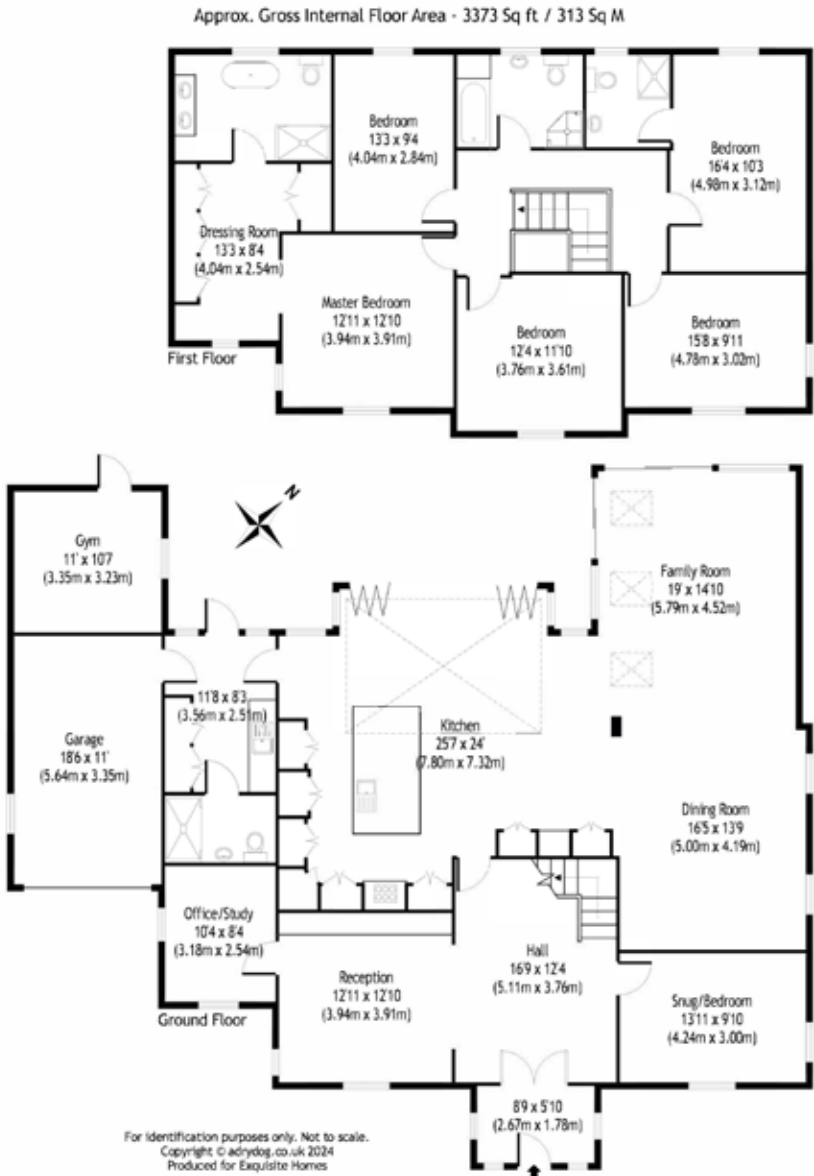 Approx. Gross Internal Floor Area - 3373 Sq ft / 313 Sq M
Bedroom
13'3 x 9'4
(4.04m x 2.84m)
Bedroom
16'4 x 10'3
(4.98m x 3.12m)
Dressing Room
13'3 x 8'4
(4.04m x 2.54m)
Master Bedroom
12'11 x 12'10
(3.94m x 3.91m)
Bedroom
12'4 x 11'10
(3.76m x 3.61m)
Bedroom
15'8 x 9'11
(4.78m x 3.02m)
First Floor
N
Gym
11' x 10'7
(3.35m x 3.23m)
Family Room
19' x 14'10
(5.79m x 4.52m)
11'8 x 8'3
(3.56m x 2.51m)
Kitchen
25'7 x 24'
(7.80m x 7.32m)
Garage
18'6 x 11'
(5.64m x 3.35m)
Dining Room
16'5 x 13'9
(5.00m x 4.19m)
Office/Study
10'4 x 8'4
(3.18m x 2.54m)
Hall
16'9 x 12'4
(5.11m x 3.76m)
Reception
12'11 x 12'10
(3.94m x 3.91m)
Snug/Bedroom
13'11 x 9'10
(4.24m x 3.00m)
Ground Floor
8'9 x 5'10
(2.67m x 1.78m)
For identification purposes only. Not to scale.
Copyright © adrydog.co.uk 2024
Produced for Exquisite Homes